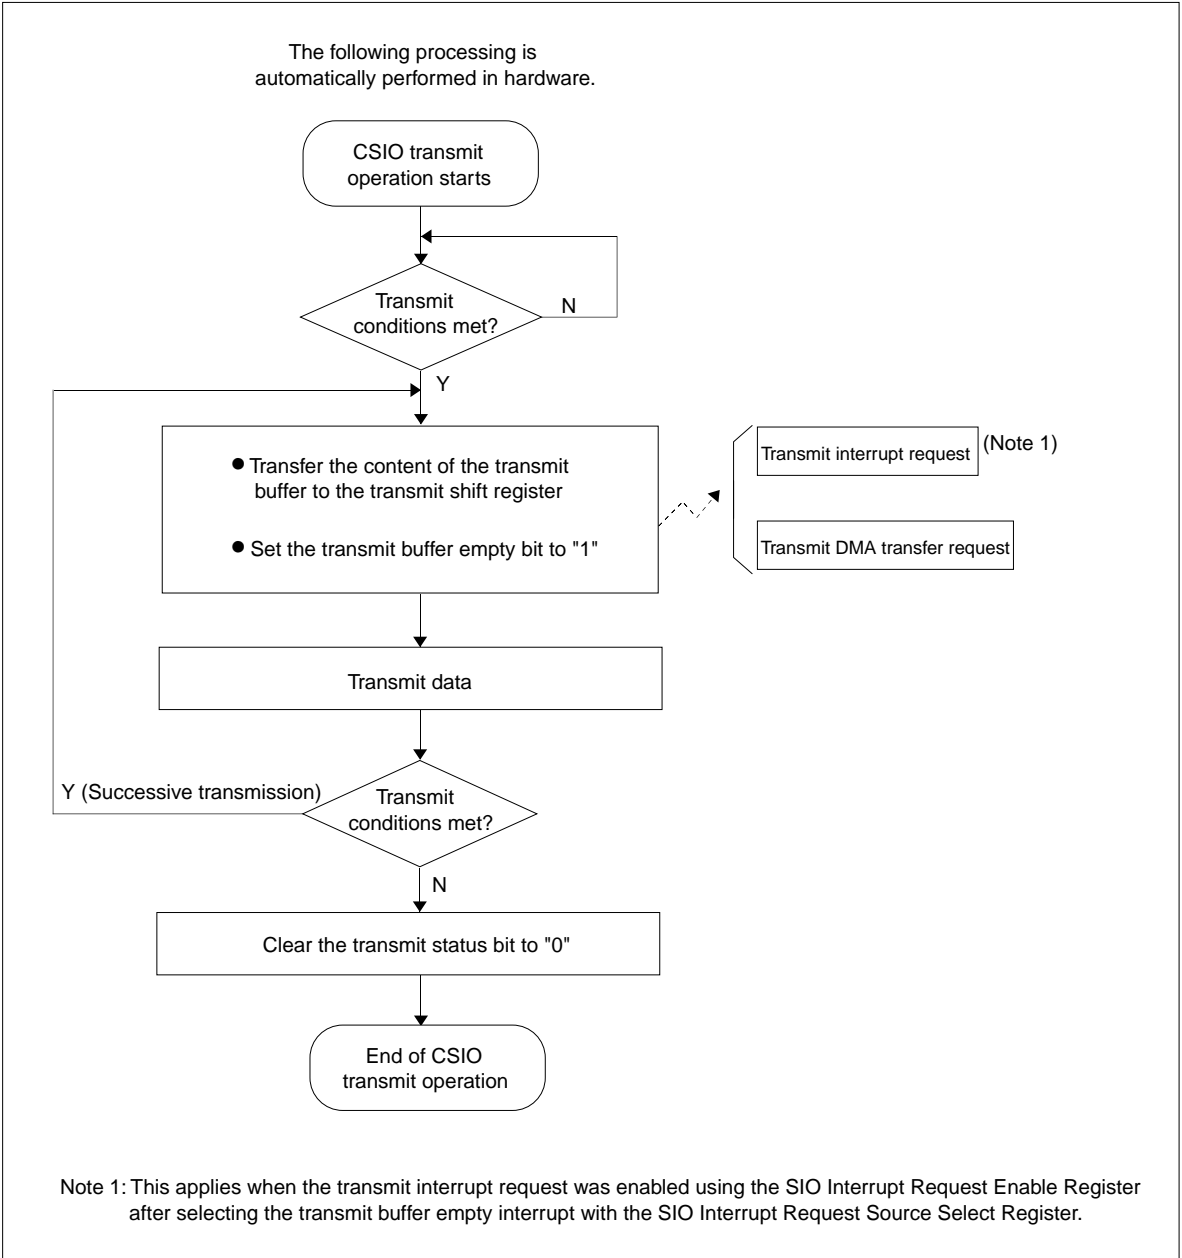 The following processing is
automatically performed in hardware.
CSIO transmit
operation starts
Transmit
conditions met?
N
Y
● Transfer the content of the transmit
buffer to the transmit shift register
● Set the transmit buffer empty bit to "1"
Transmit interrupt request
(Note 1)
Transmit DMA transfer request
Transmit data
Y (Successive transmission)
Transmit
conditions met?
N
Clear the transmit status bit to "0"
End of CSIO
transmit operation
Note 1: This applies when the transmit interrupt request was enabled using the SIO Interrupt Request Enable Register
after selecting the transmit buffer empty interrupt with the SIO Interrupt Request Source Select Register.